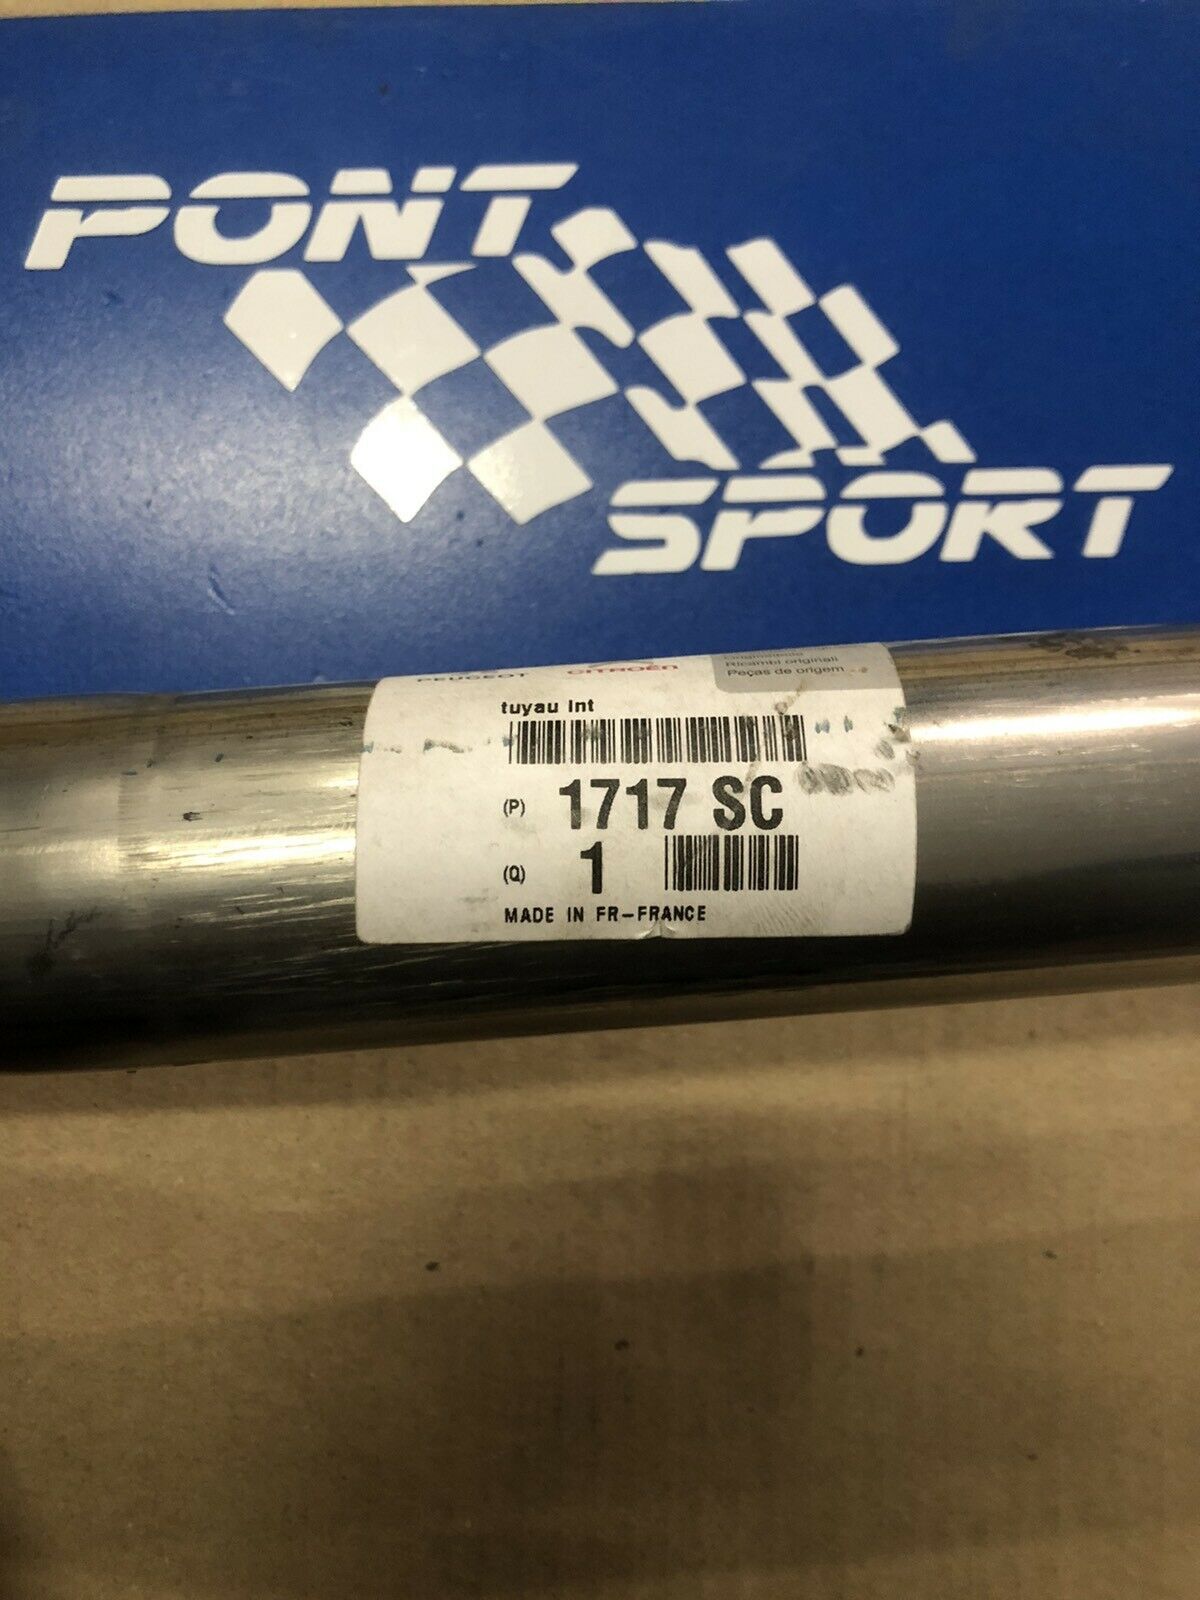 PONT
SPORT
PEUGEOT CITROËN
Ricambi originali
Peças de origem
tuyau int
(P) 1717 SC
(Q) 1
MADE IN FR-FRANCE